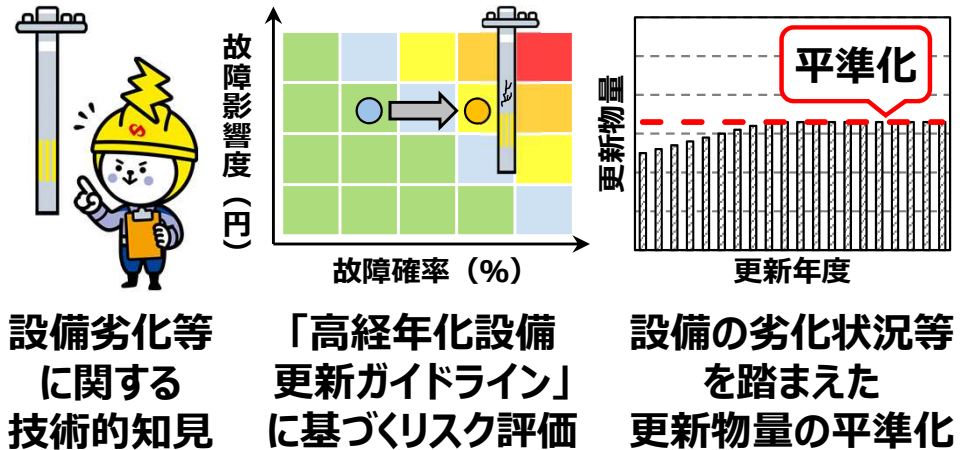 故障影響度（円）
故障確率（%）
平準化
更新物量
更新年度
設備劣化等
に関する
技術的知見
「高経年化設備
更新ガイドライン」
に基づくリスク評価
設備の劣化状況等
を踏まえた
更新物量の平準化